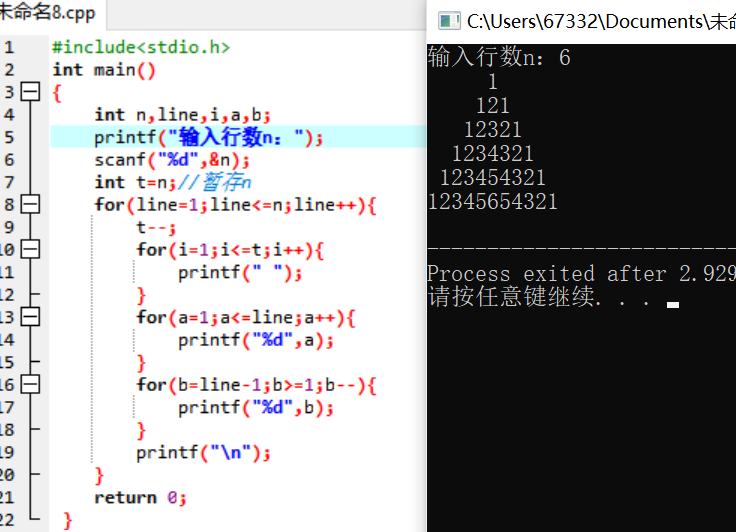 未命名8.cpp
1 #include<stdio.h>
2 int main()
3 {
4 int n,line,i,a,b;
5 printf("输入行数n：");
6 scanf("%d",&n);
7 int t=n;//暂存n
8 for(line=1;line<=n;line++){
9 t--;
10 for(i=1;i<=t;i++){
11 printf(" ");
12 }
13 for(a=1;a<=line;a++){
14 printf("%d",a);
15 }
16 for(b=line-1;b>=1;b--){
17 printf("%d",b);
18 }
19 printf("\n");
20 }
21 return 0;
22 }
C:\Users\67332\Documents\未命
输入行数n：6
1
121
12321
1234321
123454321
12345654321
--------------------------
Process exited after 2.929
请按任意键继续. . .